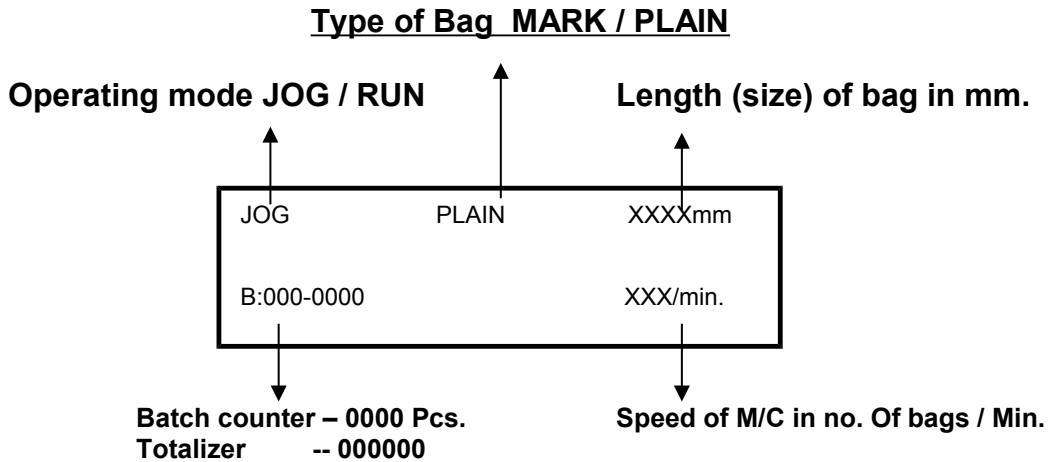 Type of Bag MARK / PLAIN
Operating mode JOG / RUN
Length (size) of bag in mm.
JOG PLAIN XXXXmm
B:000-0000 XXX/min.
Batch counter – 0000 Pcs.
Totalizer -- 000000
Speed of M/C in no. Of bags / Min.